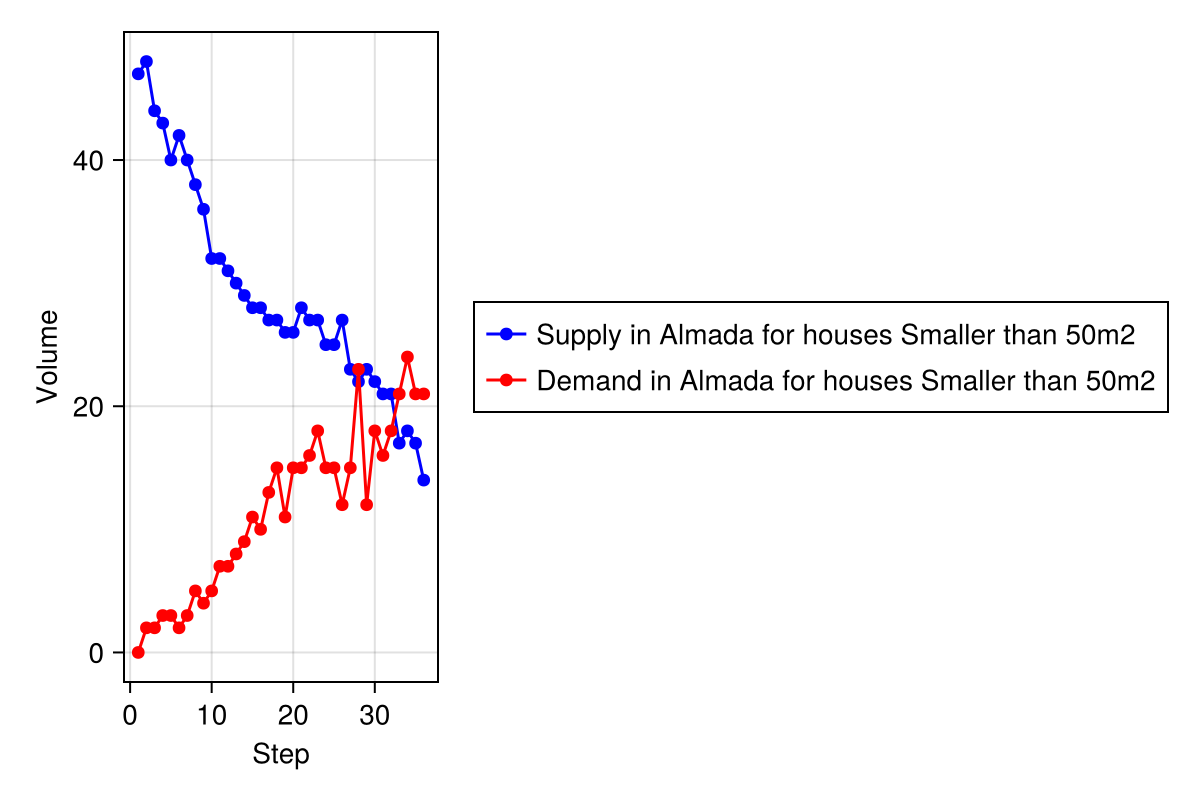 40
20
0
Volume
0 10 20 30
Step
Supply in Almada for houses Smaller than 50m2
Demand in Almada for houses Smaller than 50m2